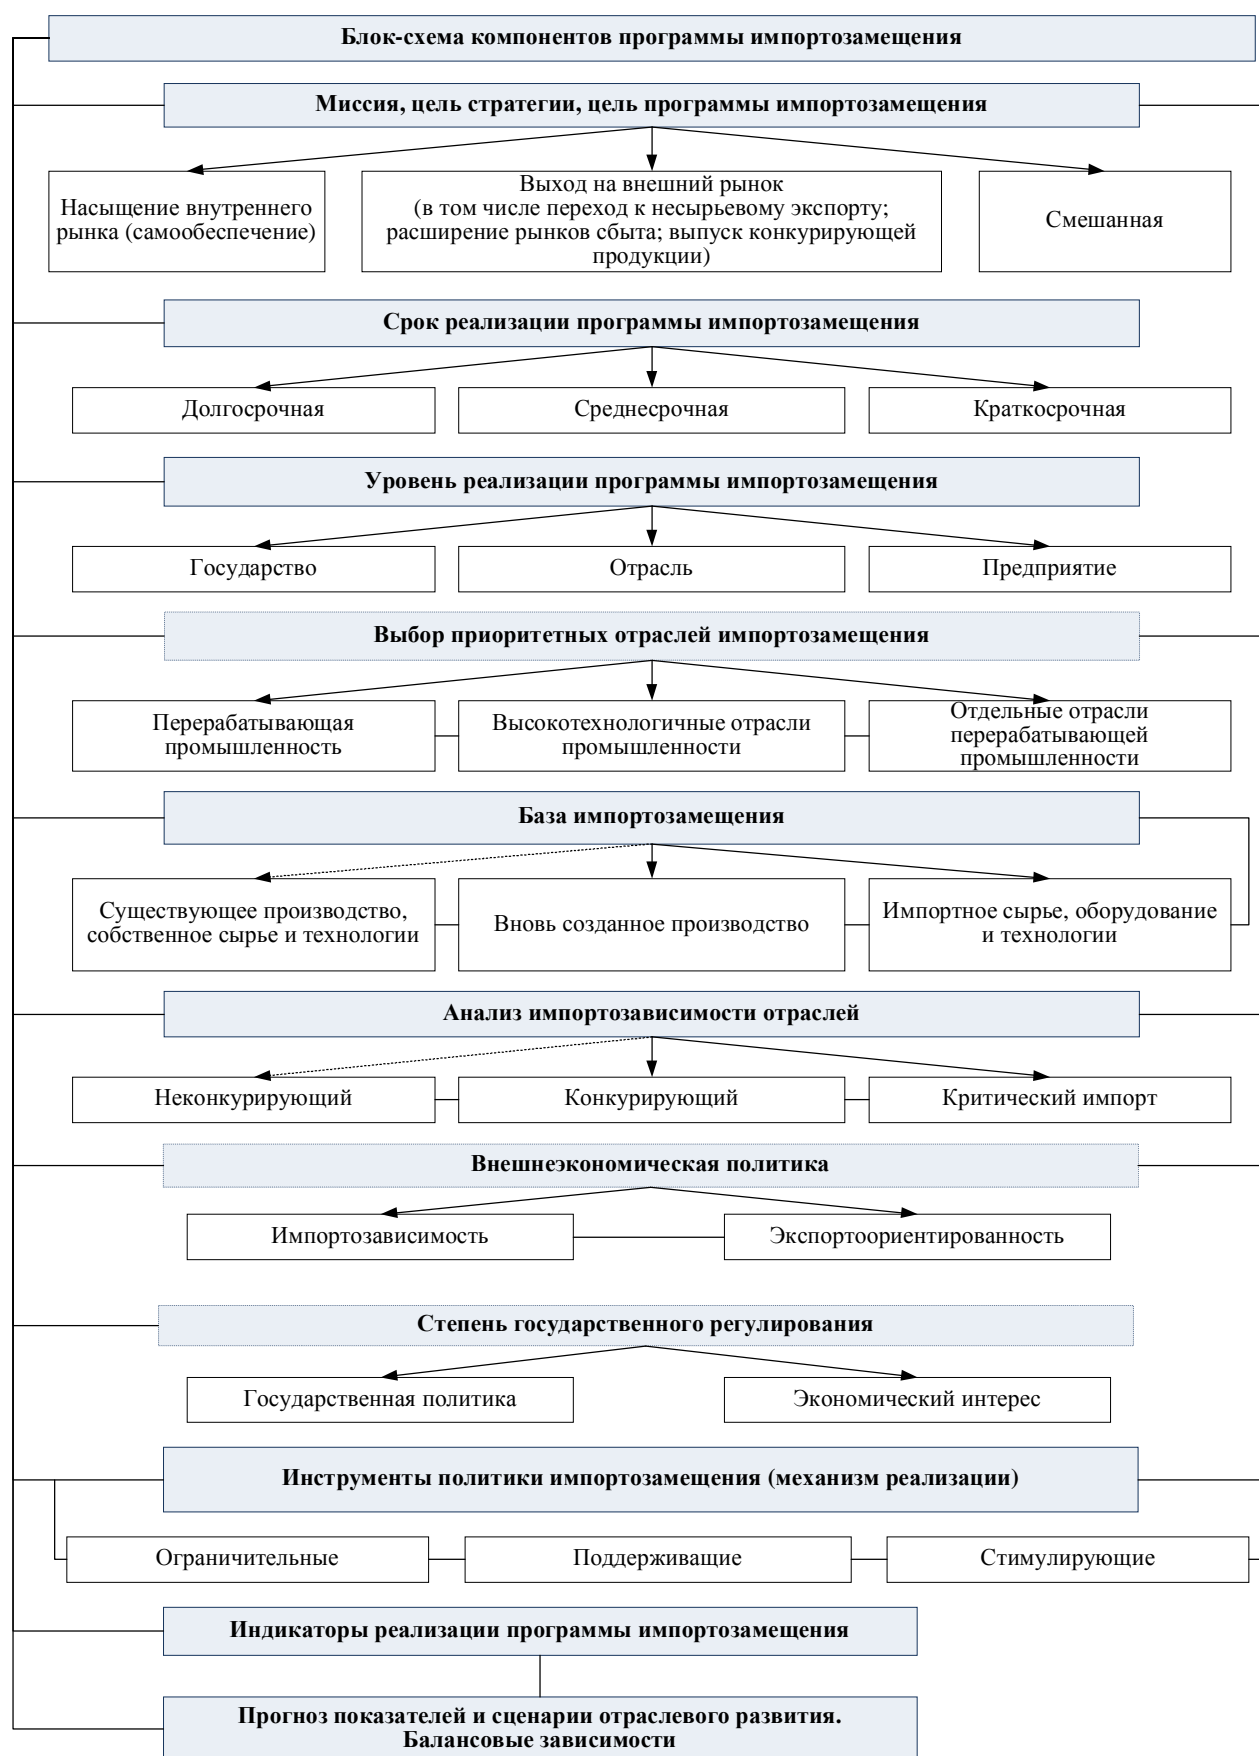 Блок-схема компонентов программы импортозамещения
Миссия, цель стратегии, цель программы импортозамещения
Насыщение внутреннего
рынка (самообеспечение)
Выход на внешний рынок
(в том числе переход к несырьевому экспорту;
расширение рынков сбыта; выпуск конкурирующей
продукции)
Смешанная
Срок реализации программы импортозамещения
Долгосрочная
Среднесрочная
Краткосрочная
Уровень реализации программы импортозамещения
Государство
Отрасль
Предприятие
Выбор приоритетных отраслей импортозамещения
Перерабатывающая
промышленность
Высокотехнологичные отрасли
промышленности
Отдельные отрасли
перерабатывающей
промышленности
База импортозамещения
Существующее производство,
собственное сырье и технологии
Вновь созданное производство
Импортное сырье, оборудование
и технологии
Анализ импортозависимости отраслей
Неконкурирующий
Конкурирующий
Критический импорт
Внешнеэкономическая политика
Импортозависимость
Экспортоориентированность
Степень государственного регулирования
Государственная политика
Экономический интерес
Инструменты политики импортозамещения (механизм реализации)
Ограничительные
Поддерживащие
Стимулирующие
Индикаторы реализации программы импортозамещения
Прогноз показателей и сценарии отраслевого развития.
Балансовые зависимости